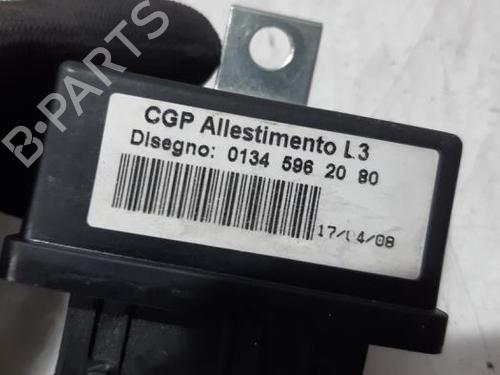 CGP Allestimento L3
Disegno: 0134 596 20 80
17/04/08
B-PARTS